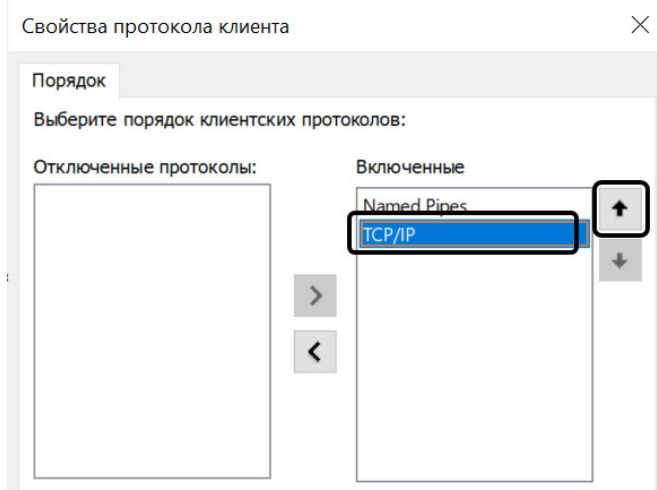 Свойства протокола клиента
Порядок
Выберите порядок клиентских протоколов:
Отключенные протоколы:
Включенные
Named Pipes
TCP/IP